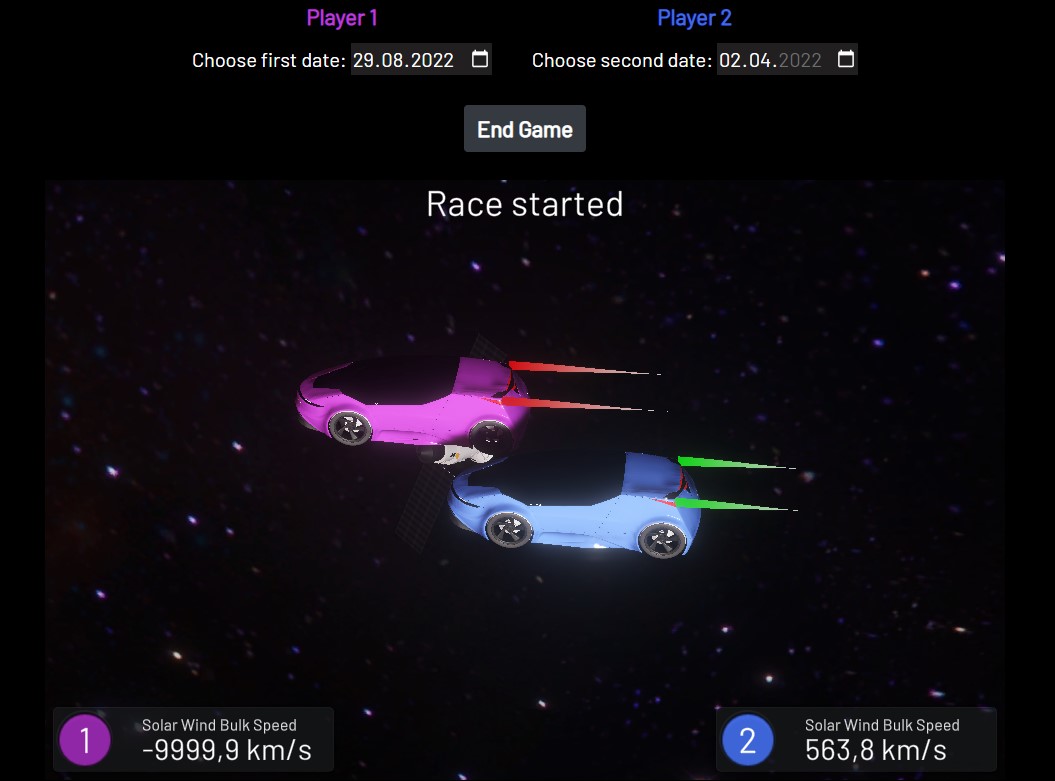 Player 1
Player 2
Choose first date: 29.08.2022
Choose second date: 02.04.2022
End Game
Race started
1
Solar Wind Bulk Speed
-9999,9 km/s
2
Solar Wind Bulk Speed
563,8 km/s